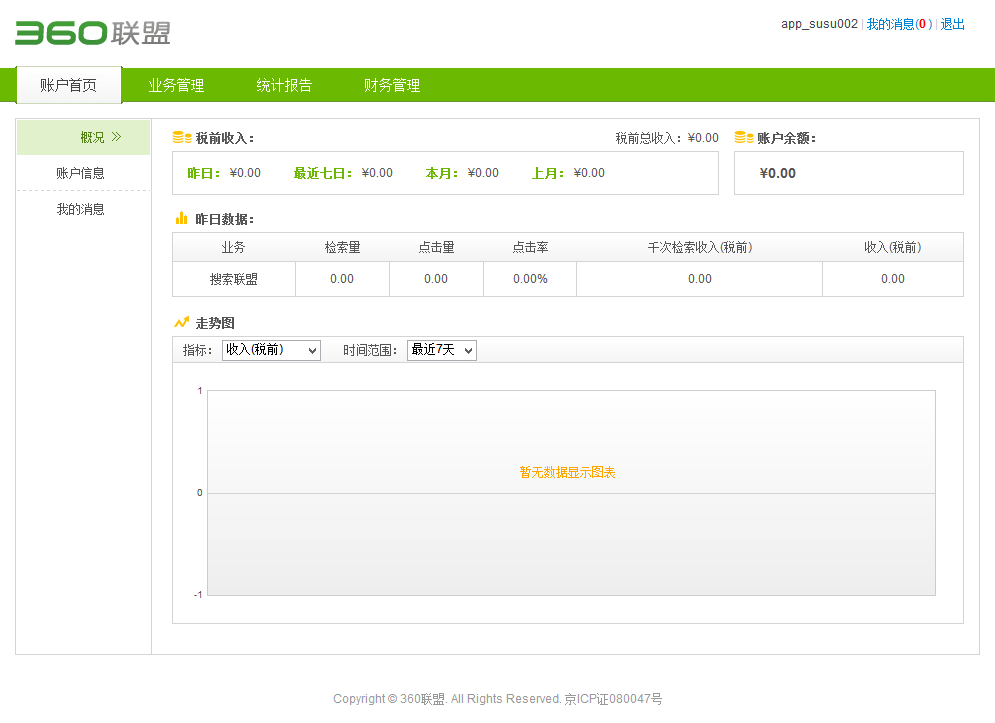 360联盟
app_susu002 | 我的消息(0) | 退出
账户首页 业务管理 统计报告 财务管理
概况
账户信息
我的消息
税前收入： 税前总收入：¥0.00
昨日：¥0.00 最近七日：¥0.00 本月：¥0.00 上月：¥0.00
账户余额：
¥0.00
昨日数据：
业务 检索量 点击量 点击率 千次检索收入(税前) 收入(税前)
搜索联盟 0.00 0.00 0.00% 0.00 0.00
走势图
指标： 收入(税前) 时间范围： 最近7天
1
暂无数据显示图表
0
-1
Copyright © 360联盟. All Rights Reserved. 京ICP证080047号